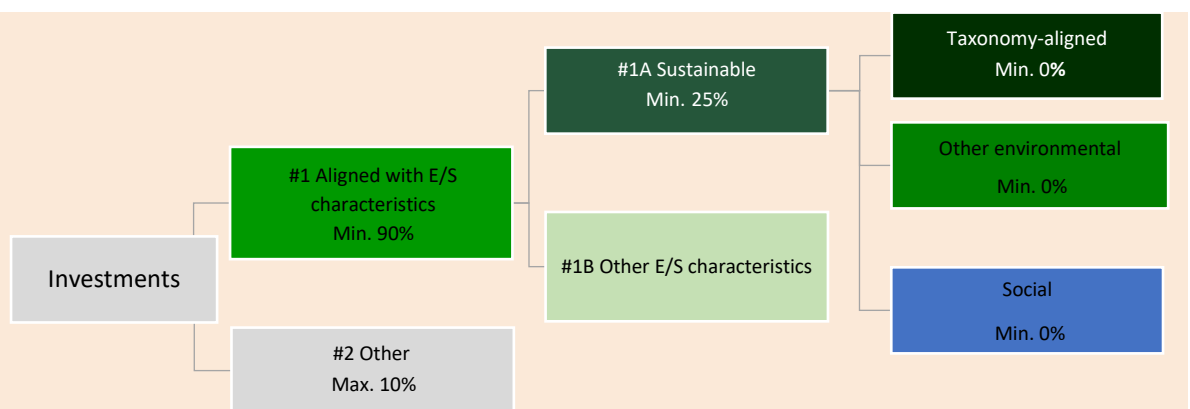 Investments
#1 Aligned with E/S
characteristics
Min. 90%
#2 Other
Max. 10%
#1A Sustainable
Min. 25%
#1B Other E/S characteristics
Taxonomy-aligned
Min. 0%
Other environmental
Min. 0%
Social
Min. 0%